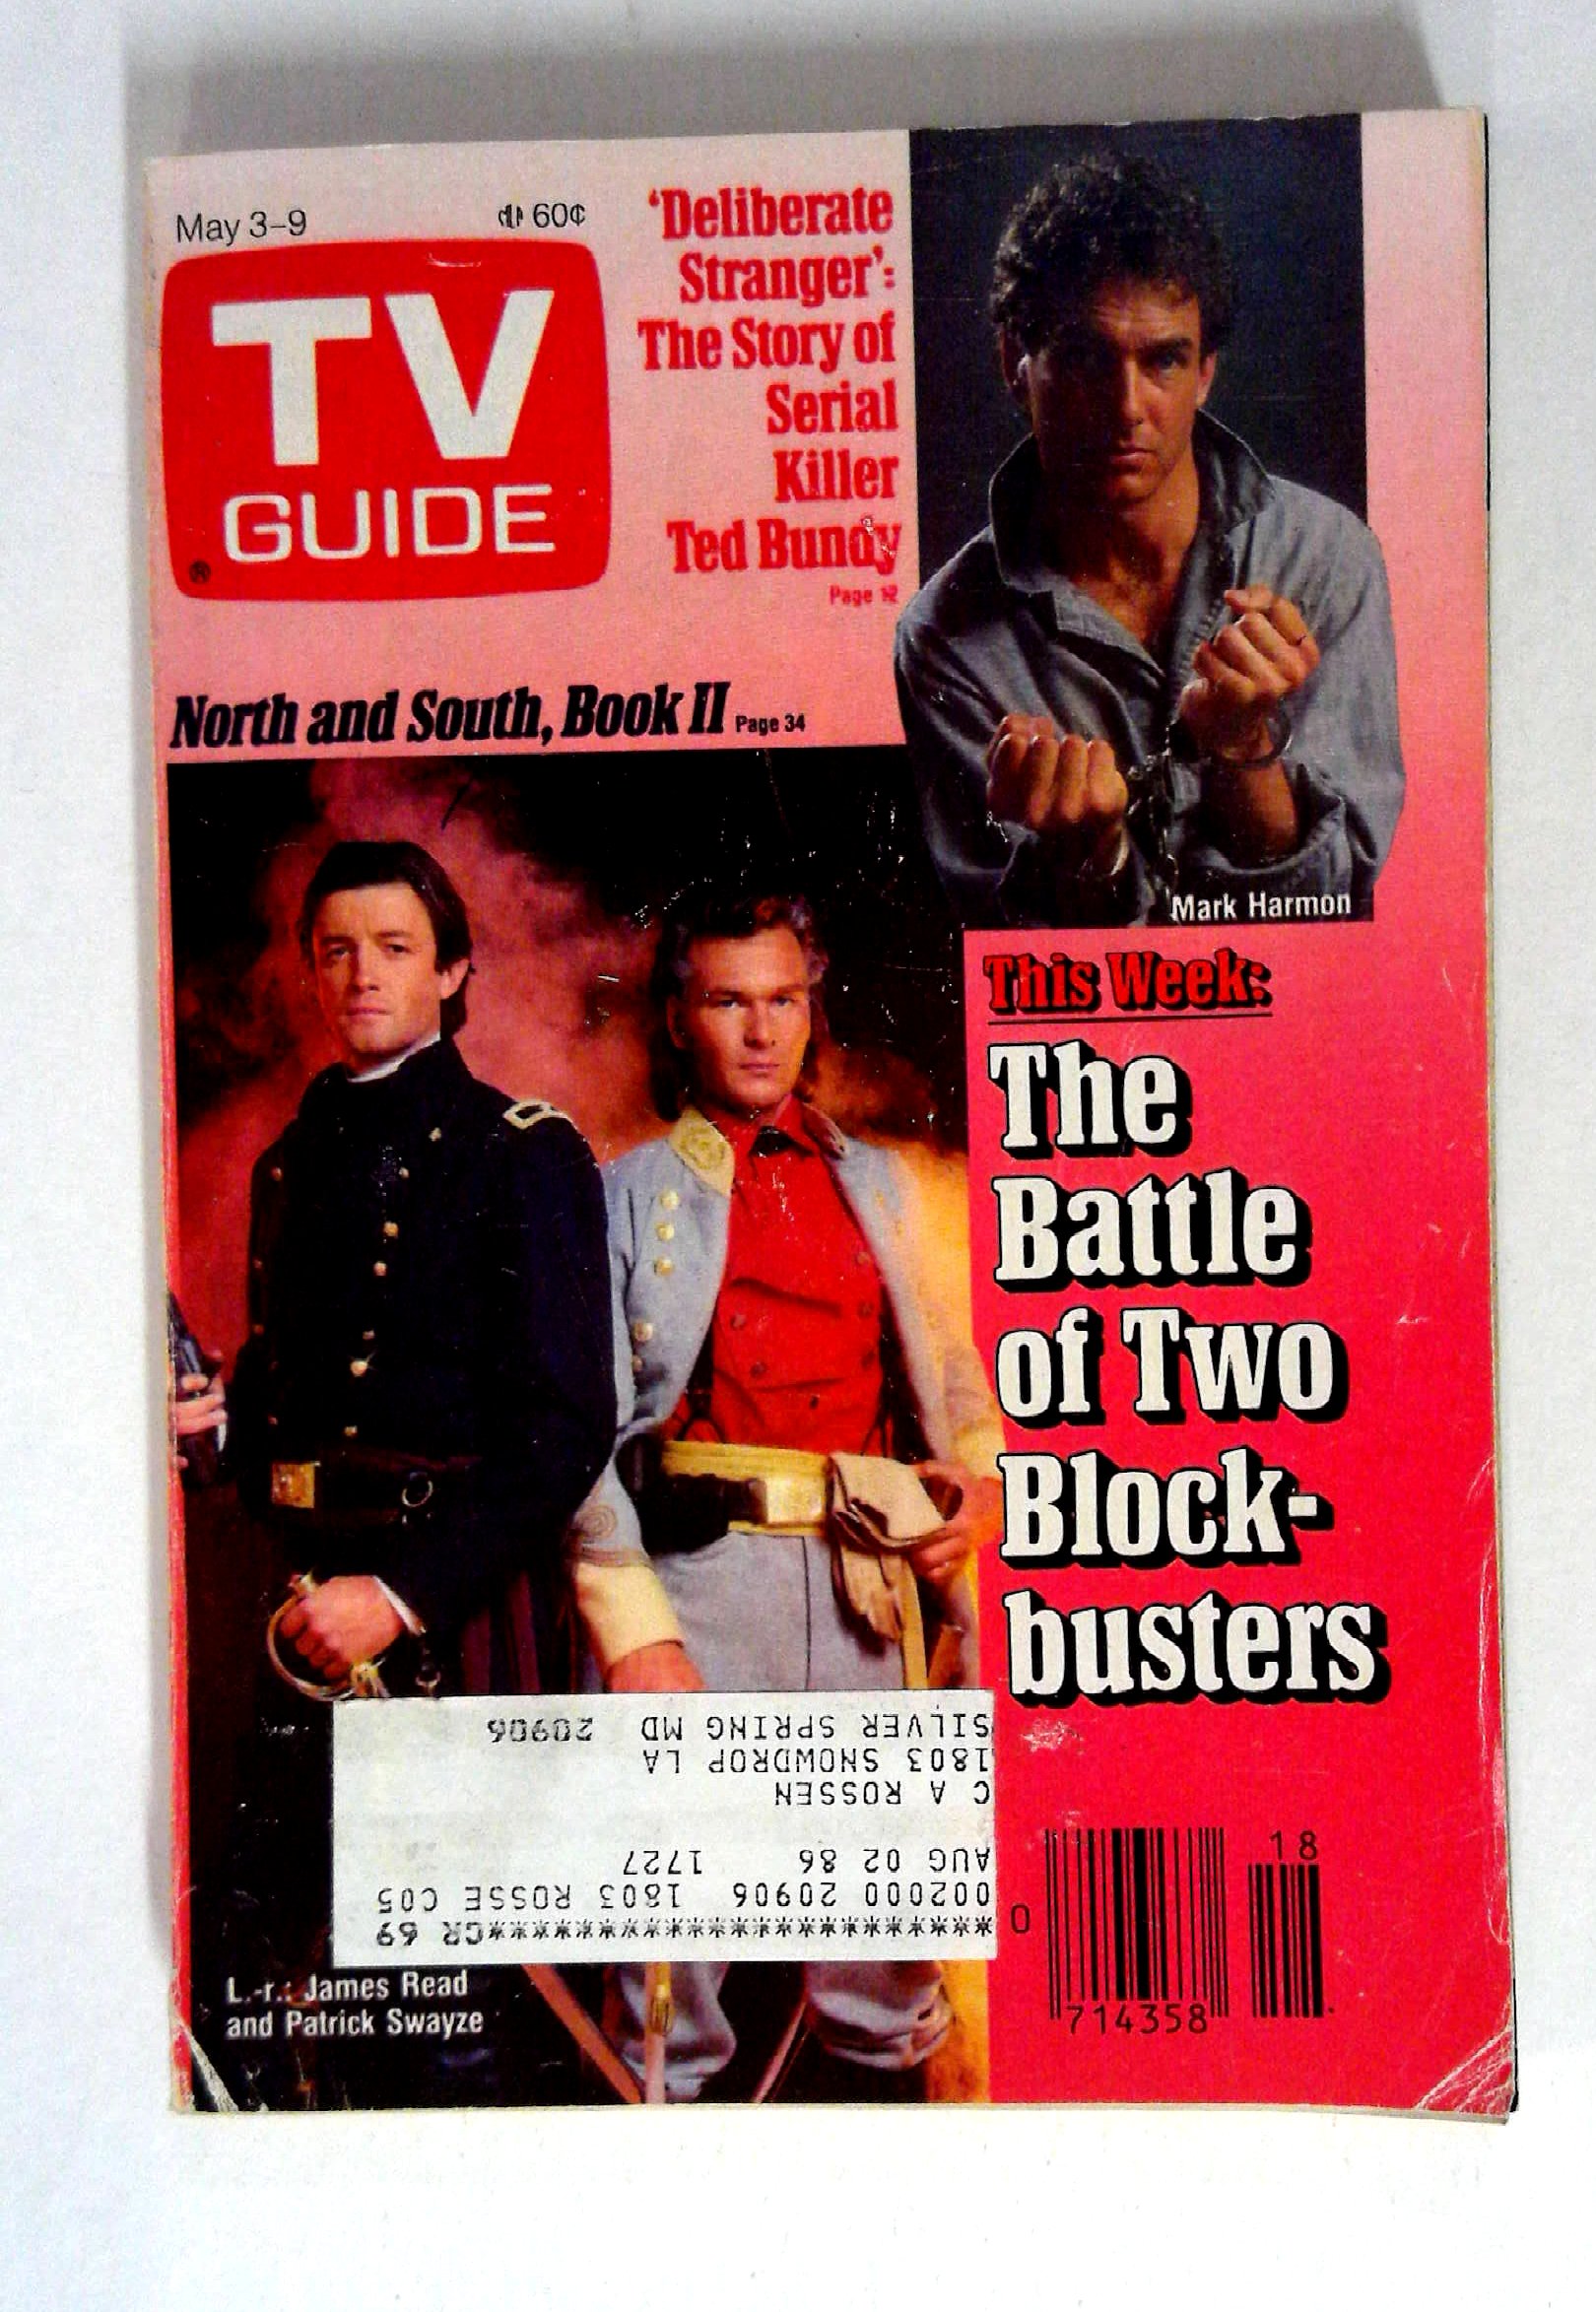 May 3–9
60¢
TV
GUIDE
®
'Deliberate
Stranger':
The Story of
Serial
Killer
Ted Bundy
Page 12
North and South, Book II Page 34
Mark Harmon
This Week:
The
Battle
of Two
Block-
busters
********************************CR 69
002000 20906 1803 ROSSE C05
AUG 02 86 1727
C A ROSSEN
1803 SNOWDROP LA
SILVER SPRING MD 20906
L.-r.: James Read
and Patrick Swayze
18
0
714358